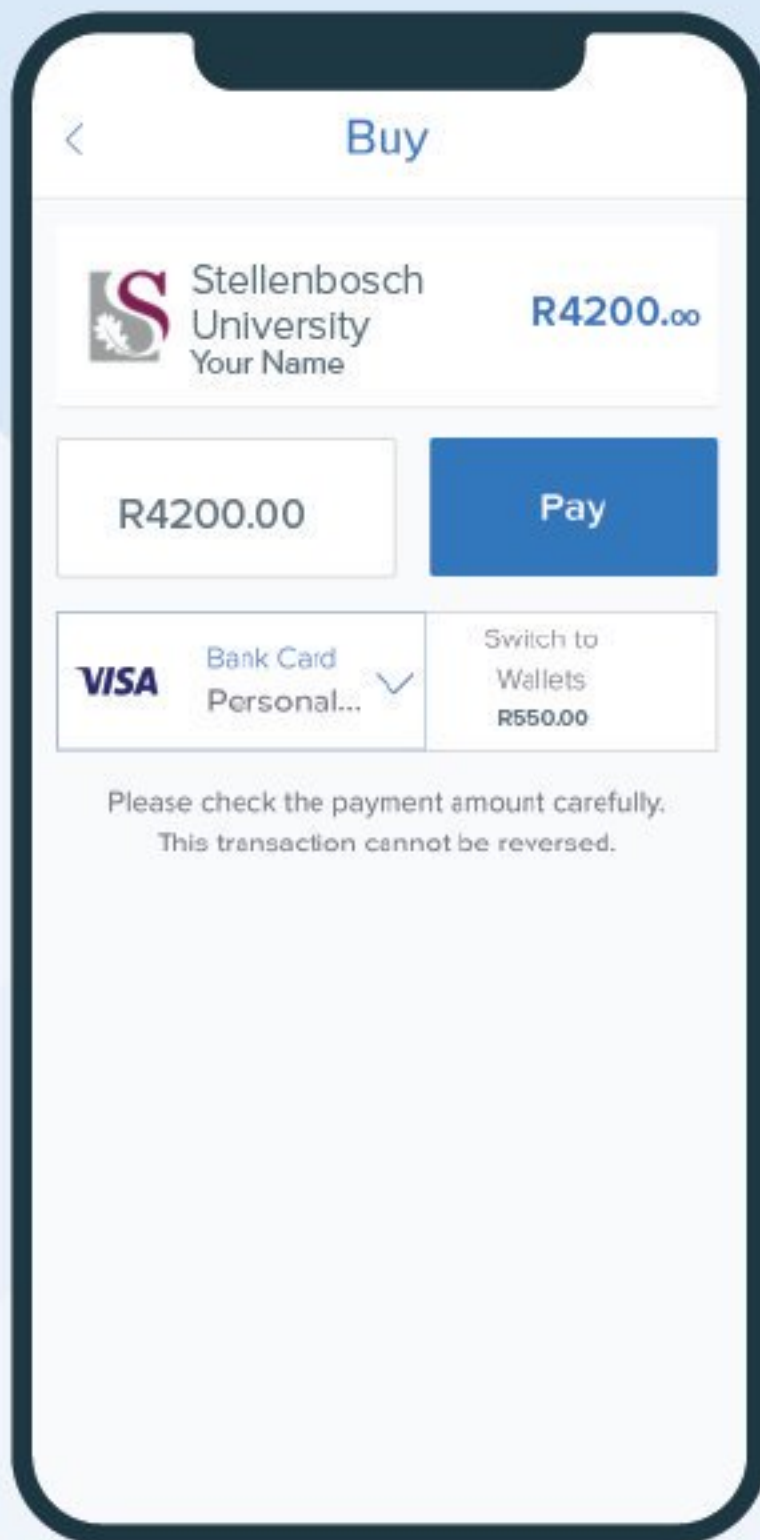 Buy
Stellenbosch
University
Your Name
R4200.00
R4200.00
Pay
VISA
Bank Card
Personal...
Switch to
Wallets
R550.00
Please check the payment amount carefully.
This transaction cannot be reversed.